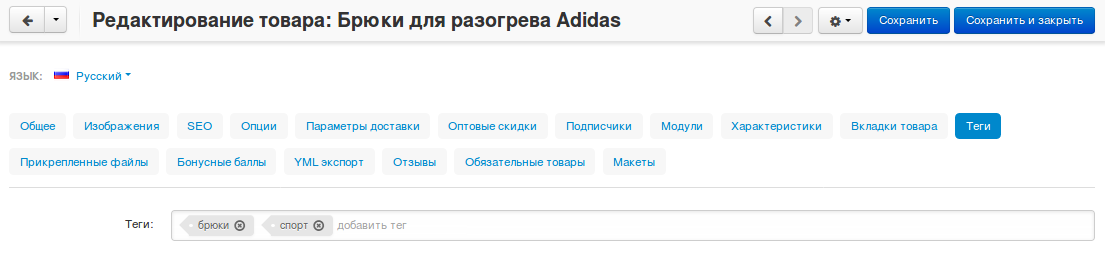 Редактирование товара: Брюки для разогрева Adidas Сохранить Сохранить и закрыть
ЯЗЫК: Русский
Общее Изображения SEO Опции Параметры доставки Оптовые скидки Подписчики Модули Характеристики Вкладки товара Теги
Прикрепленные файлы Бонусные баллы YML экспорт Отзывы Обязательные товары Макеты
Теги: брюки спорт добавить тег